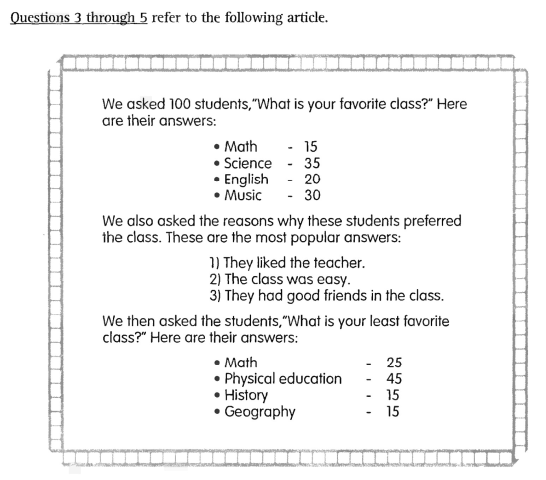 Questions 3 through 5 refer to the following article.
We asked 100 students,"What is your favorite class?" Here
are their answers:
• Math - 15
• Science - 35
• English - 20
• Music - 30
We also asked the reasons why these students preferred
the class. These are the most popular answers:
1) They liked the teacher.
2) The class was easy.
3) They had good friends in the class.
We then asked the students,"What is your least favorite
class?" Here are their answers:
• Math - 25
• Physical education - 45
• History - 15
• Geography - 15